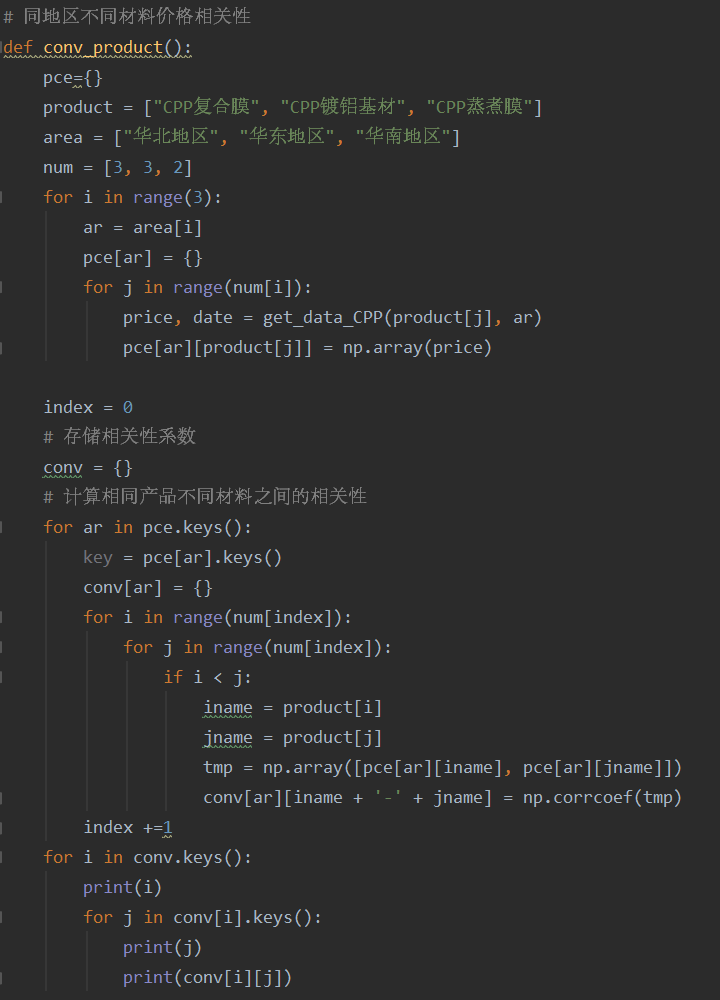 # 同地区不同材料价格相关性
def conv_product():
    pce={}
    product = ["CPP复合膜", "CPP镀铝基材", "CPP蒸煮膜"]
    area = ["华北地区", "华东地区", "华南地区"]
    num = [3, 3, 2]
    for i in range(3):
        ar = area[i]
        pce[ar] = {}
        for j in range(num[i]):
            price, date = get_data_CPP(product[j], ar)
            pce[ar][product[j]] = np.array(price)

    index = 0
    # 存储相关性系数
    conv = {}
    # 计算相同产品不同材料之间的相关性
    for ar in pce.keys():
        key = pce[ar].keys()
        conv[ar] = {}
        for i in range(num[index]):
            for j in range(num[index]):
                if i < j:
                    iname = product[i]
                    jname = product[j]
                    tmp = np.array([pce[ar][iname], pce[ar][jname]])
                    conv[ar][iname + '-' + jname] = np.corrcoef(tmp)
        index +=1
    for i in conv.keys():
        print(i)
        for j in conv[i].keys():
            print(j)
            print(conv[i][j])